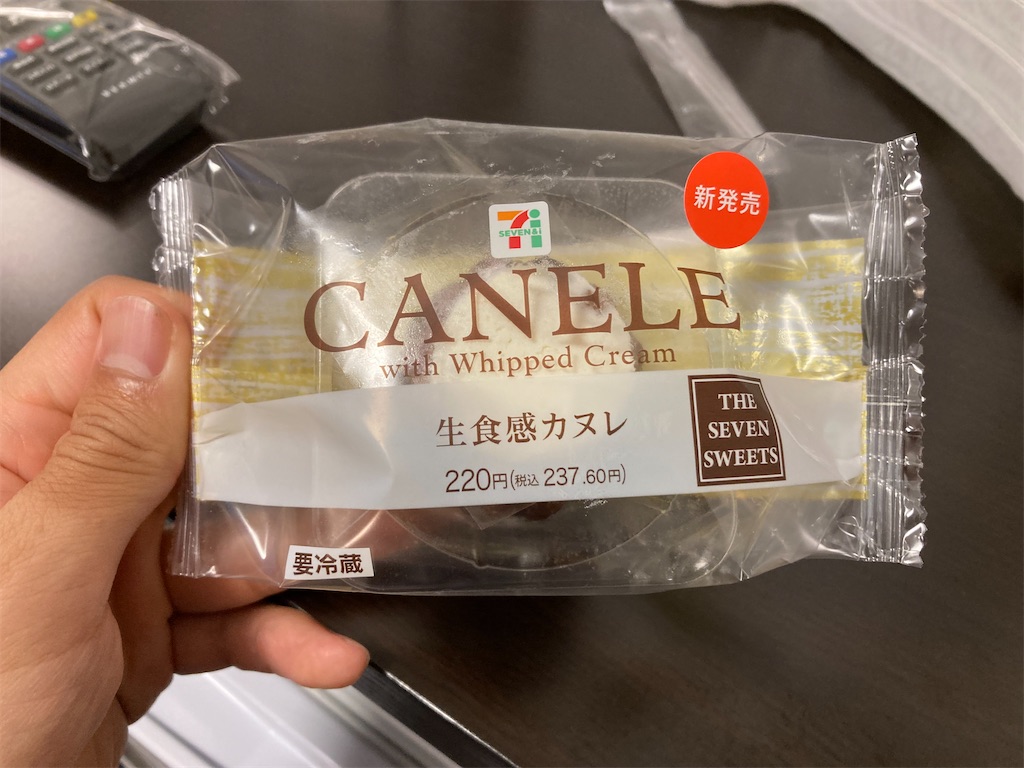 新発売
SEVEN&i
CANELE
with Whipped Cream
THE
SEVEN
SWEETS
生食感カヌレ
220円(税込 237.60円)
要冷蔵